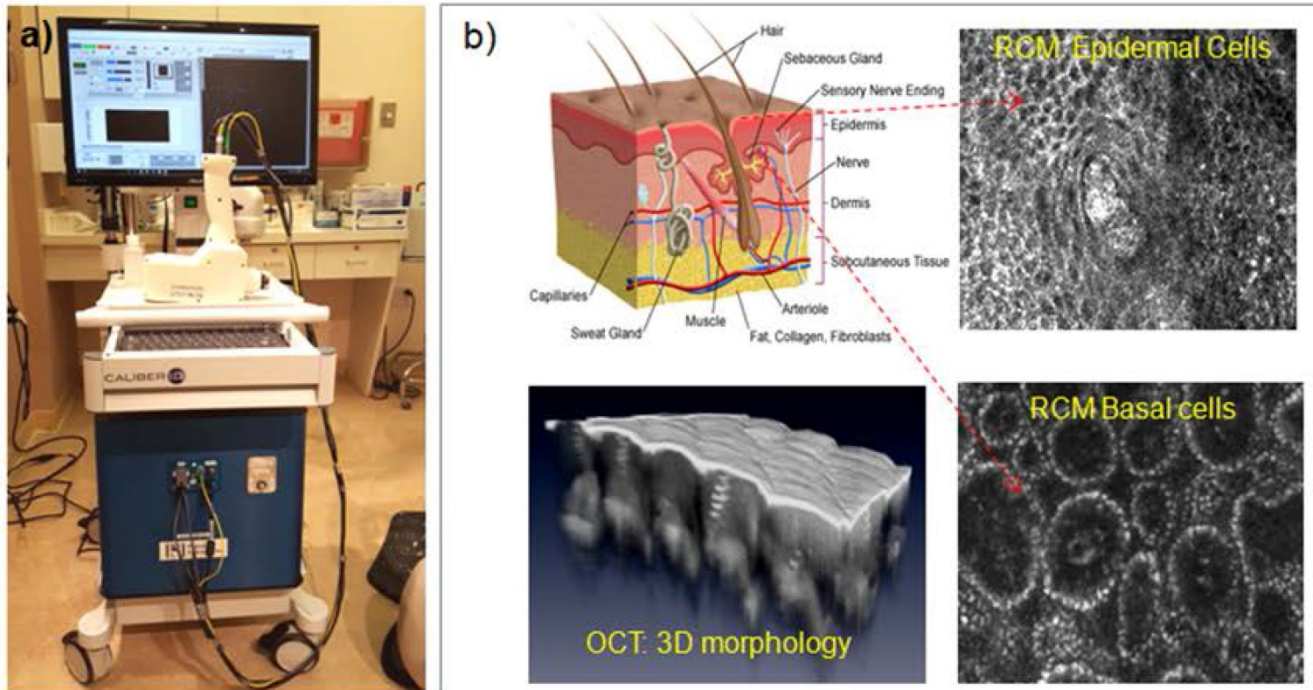 a)
CALIBER ID
b)
Hair
Sebaceous Gland
Sensory Nerve Ending
Epidermis
Nerve
Dermis
Subcutaneous Tissue
Capillaries
Arteriole
Muscle
Sweat Gland
Fat, Collagen, Fibroblasts
RCM: Epidermal Cells
OCT: 3D morphology
RCM Basal cells